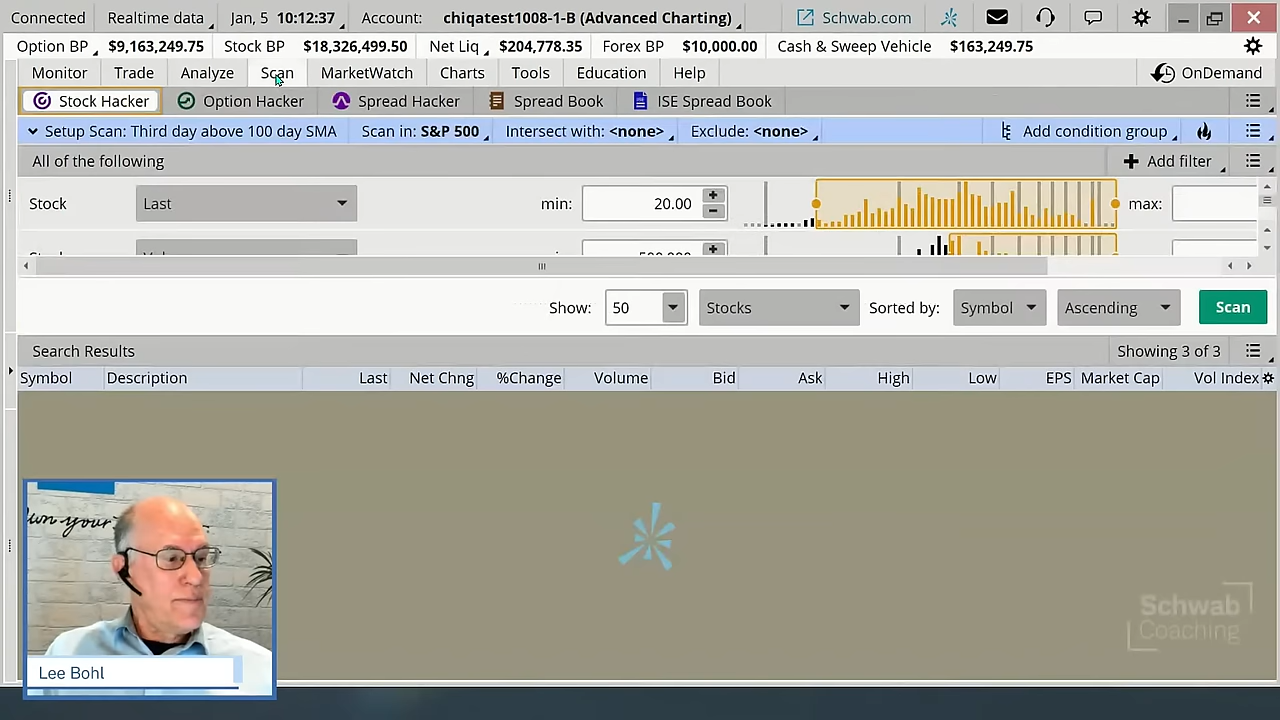 Connected Realtime data Jan, 5 10:12:37 Account: chiqatest1008-1-B (Advanced Charting) Schwab.com
Option BP $9,163,249.75 Stock BP $18,326,499.50 Net Liq $204,778.35 Forex BP $10,000.00 Cash & Sweep Vehicle $163,249.75
Monitor Trade Analyze Scan MarketWatch Charts Tools Education Help OnDemand
Stock Hacker Option Hacker Spread Hacker Spread Book ISE Spread Book
Setup Scan: Third day above 100 day SMA Scan in: S&P 500 Intersect with: <none> Exclude: <none> Add condition group
All of the following Add filter
Stock Last min: 20.00 max:
Show: 50 Stocks Sorted by: Symbol Ascending Scan
Search Results Showing 3 of 3
Symbol Description Last Net Chng %Change Volume Bid Ask High Low EPS Market Cap Vol Index
Schwab
Coaching
Lee Bohl